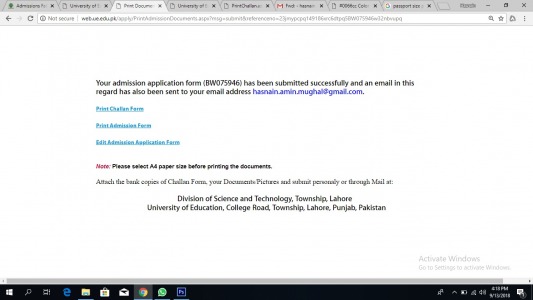 Admissions Fo
University of E
Print Docume
University of E
PrintChallan.a
Fwd: - hasnai
#0066cc Colo
passport size p
Not secure | web.ue.edu.pk/apply/PrintAdmissionDocuments.aspx?msg=submit&referenceno=
Your admission application form (BW075946) has been submitted successfully and an email in this
regard has also been sent to your email address hasnain.amin.mughal@gmail.com.
Print Challan Form
Print Admission Form
Edit Admission Application Form
Note: Please select A4 paper size before printing the documents.
Attach the bank copies of Challan Form, your Documents/Pictures and submit personaly or through Mail at:
Division of Science and Technology, Township, Lahore
University of Education, College Road, Township, Lahore, Punjab, Pakistan
Activate Windows
Go to Settings to activate Windows.
4:18 PM
9/13/2018